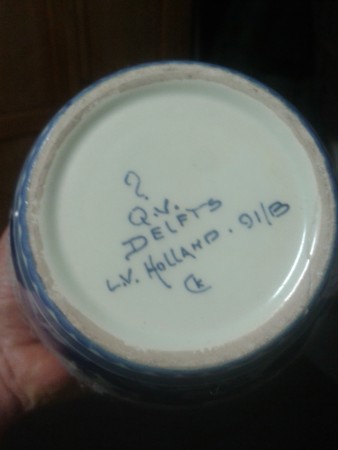 ?
Q.V.
DELFTS
L.V. HOLLAND. 91/B
CK